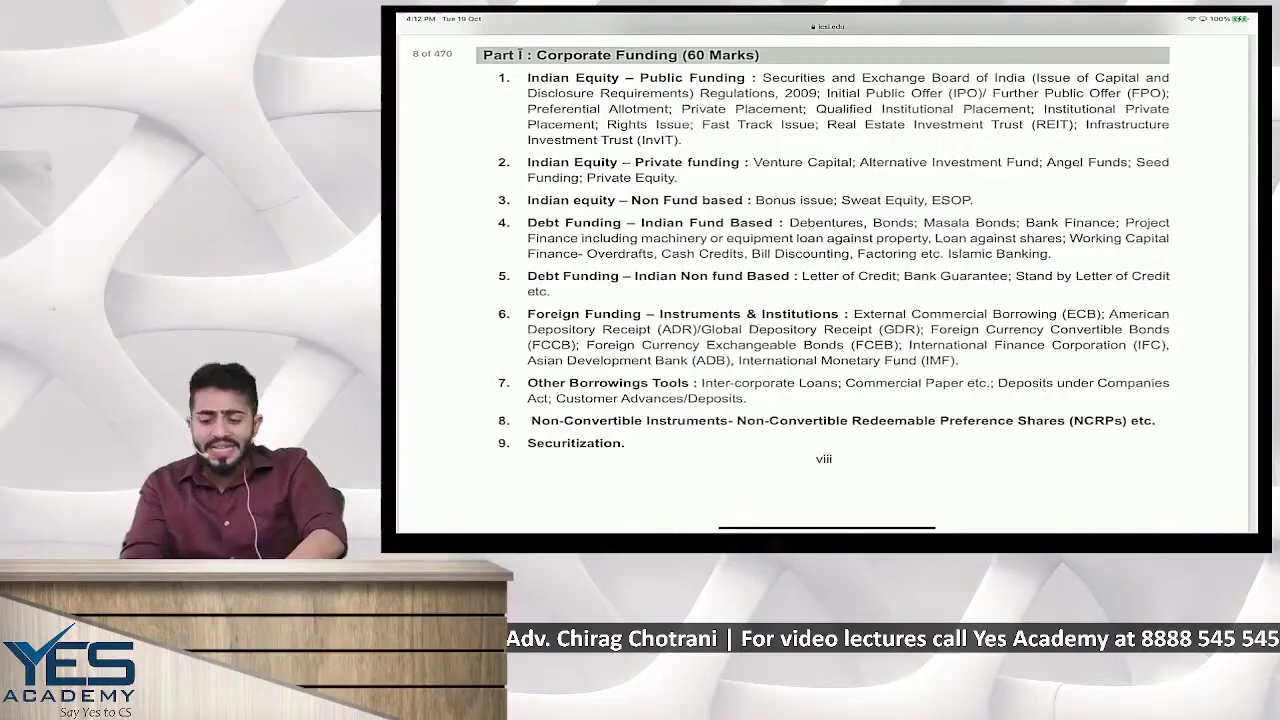 4:12 PM Tue 19 Oct
icsi.edu
100%
8 of 470
Part I : Corporate Funding (60 Marks)
1. Indian Equity – Public Funding : Securities and Exchange Board of India (Issue of Capital and
Disclosure Requirements) Regulations, 2009; Initial Public Offer (IPO)/ Further Public Offer (FPO);
Preferential Allotment; Private Placement; Qualified Institutional Placement; Institutional Private
Placement; Rights Issue; Fast Track Issue; Real Estate Investment Trust (REIT); Infrastructure
Investment Trust (InvIT).
2. Indian Equity – Private funding : Venture Capital; Alternative Investment Fund; Angel Funds; Seed
Funding; Private Equity.
3. Indian equity – Non Fund based : Bonus issue; Sweat Equity, ESOP.
4. Debt Funding – Indian Fund Based : Debentures, Bonds; Masala Bonds; Bank Finance; Project
Finance including machinery or equipment loan against property, Loan against shares; Working Capital
Finance- Overdrafts, Cash Credits, Bill Discounting, Factoring etc. Islamic Banking.
5. Debt Funding – Indian Non fund Based : Letter of Credit; Bank Guarantee; Stand by Letter of Credit
etc.
6. Foreign Funding – Instruments & Institutions : External Commercial Borrowing (ECB); American
Depository Receipt (ADR)/Global Depository Receipt (GDR); Foreign Currency Convertible Bonds
(FCCB); Foreign Currency Exchangeable Bonds (FCEB); International Finance Corporation (IFC),
Asian Development Bank (ADB), International Monetary Fund (IMF).
7. Other Borrowings Tools : Inter-corporate Loans; Commercial Paper etc.; Deposits under Companies
Act; Customer Advances/Deposits.
8. Non-Convertible Instruments- Non-Convertible Redeemable Preference Shares (NCRPs) etc.
9. Securitization.
viii
Adv. Chirag Chotrani | For video lectures call Yes Academy at 8888 545 545
YES
ACADEMY
Say Yes to CS